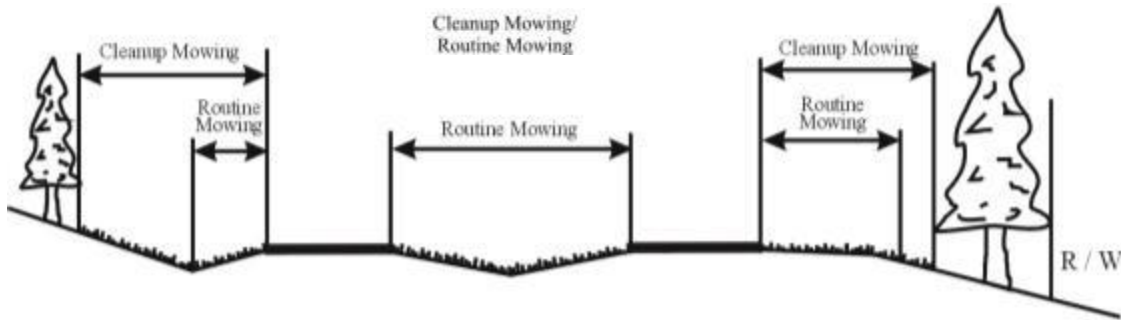 Cleanup Mowing/
Routine Mowing
Cleanup Mowing
Cleanup Mowing
Routine
Mowing
Routine Mowing
Routine
Mowing
R / W